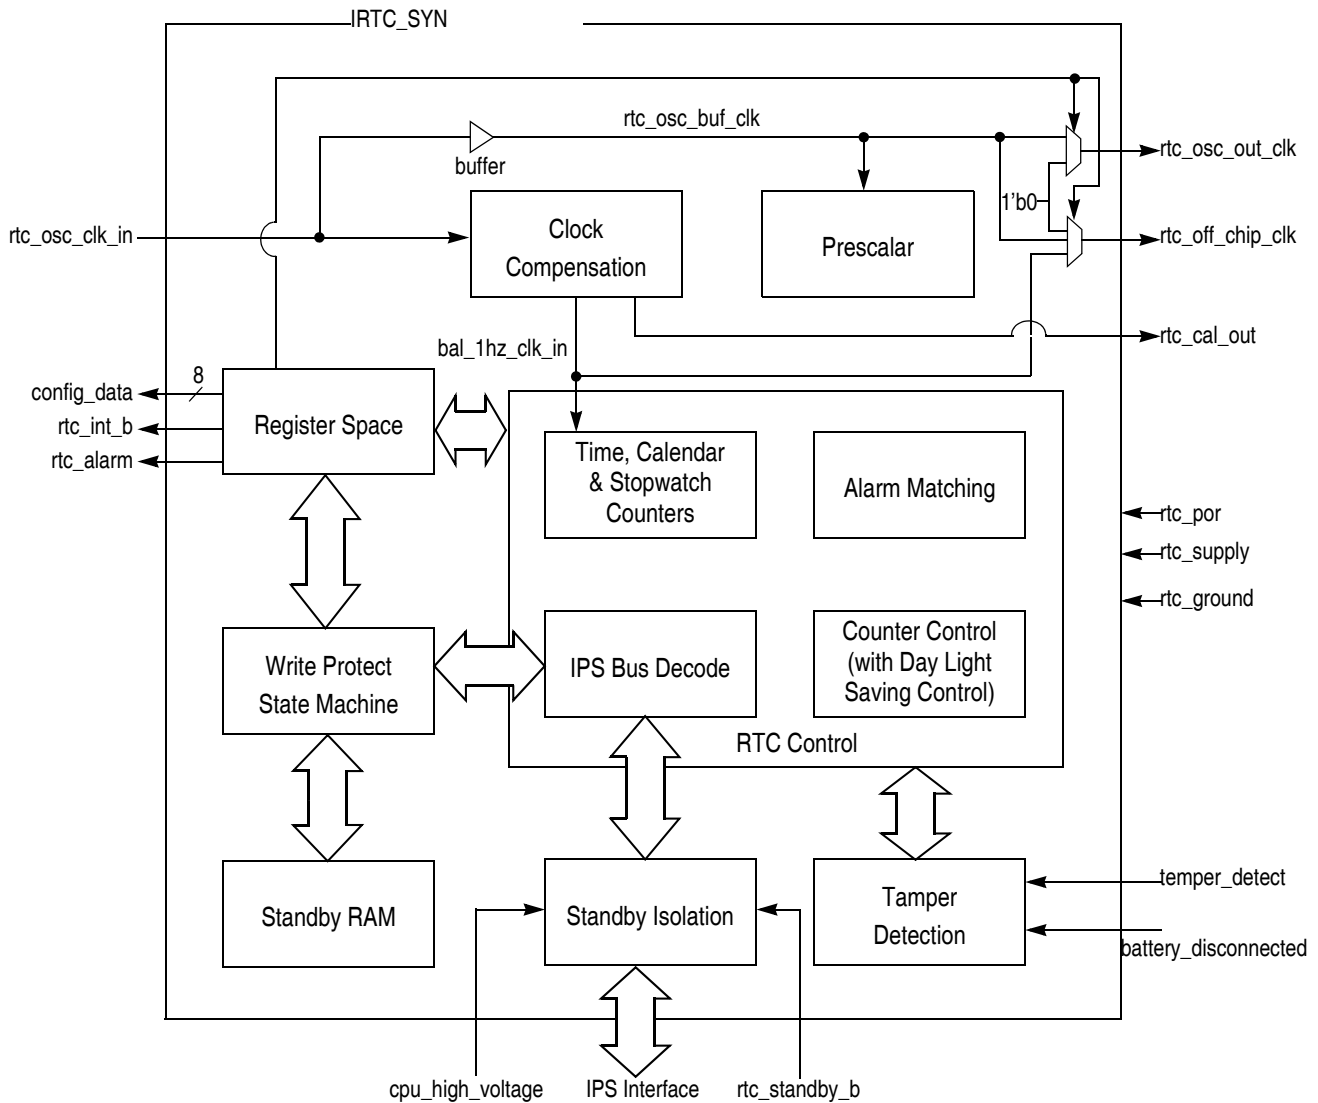 IRTC_SYN
rtc_osc_buf_clk
buffer
rtc_osc_out_clk
1'b0
rtc_osc_clk_in
Clock
Compensation
Prescalar
rtc_off_chip_clk
bal_1hz_clk_in
rtc_cal_out
8
config_data
rtc_int_b
rtc_alarm
Register Space
Time, Calendar
& Stopwatch
Counters
Alarm Matching
rtc_por
rtc_supply
rtc_ground
Write Protect
State Machine
IPS Bus Decode
Counter Control
(with Day Light
Saving Control)
RTC Control
Standby RAM
Standby Isolation
Tamper
Detection
temper_detect
battery_disconnected
cpu_high_voltage
IPS Interface
rtc_standby_b